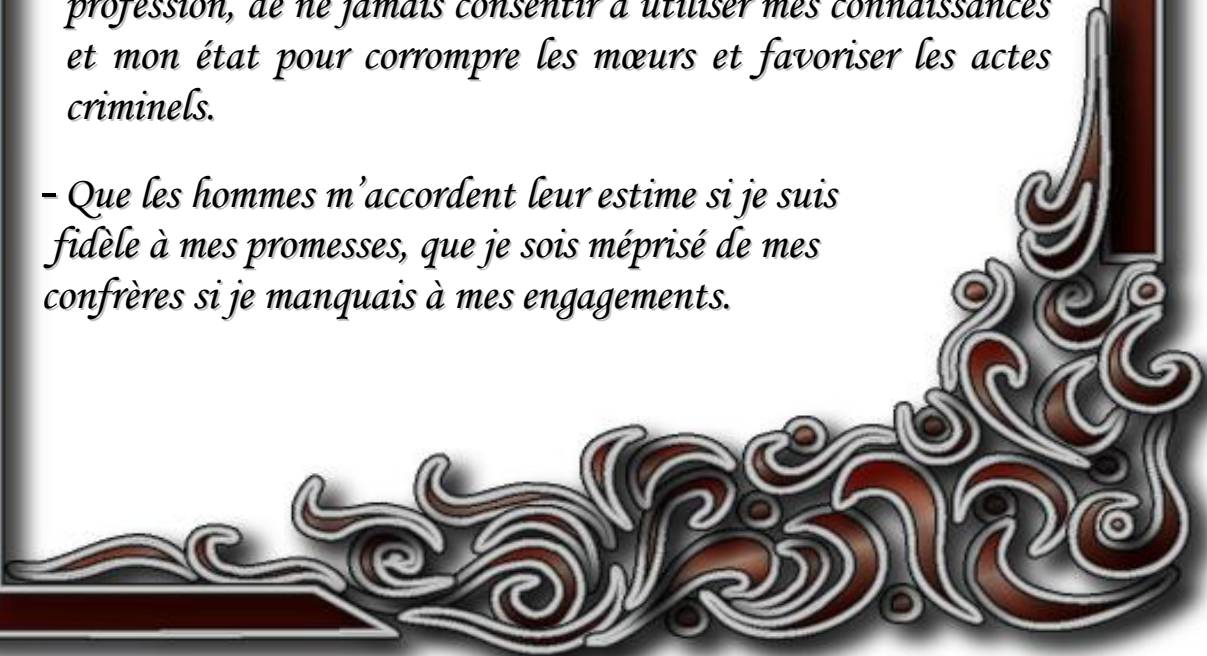 profession, de ne jamais consentir à utiliser mes connaissances
et mon état pour corrompre les mœurs et favoriser les actes
criminels.
- Que les hommes m’accordent leur estime si je suis
fidèle à mes promesses, que je sois méprisé de mes
confrères si je manquais à mes engagements.